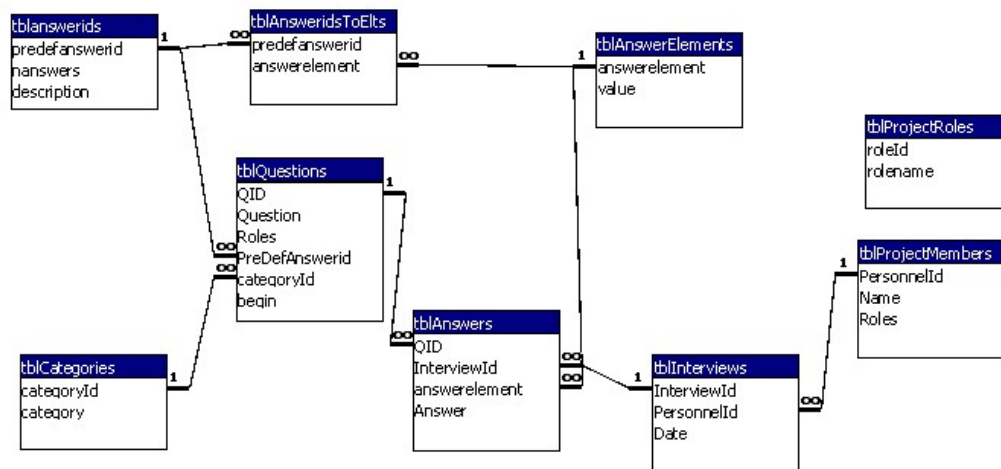 tblanswerids
predefanswerid
nanswers
description
tblAnsweridsToElts
predefanswerid
answerelement
tblAnswerElements
answerelement
value
tblProjectRoles
roleId
rolename
tblQuestions
QID
Question
Roles
PreDefAnswerid
categoryId
begin
tblProjectMembers
PersonnelId
Name
Roles
tblCategories
categoryId
category
tblAnswers
QID
InterviewId
answerelement
Answer
tblInterviews
InterviewId
PersonnelId
Date
1
∞
∞
1
1
∞
∞
1
1
∞
∞
∞
1
1
∞